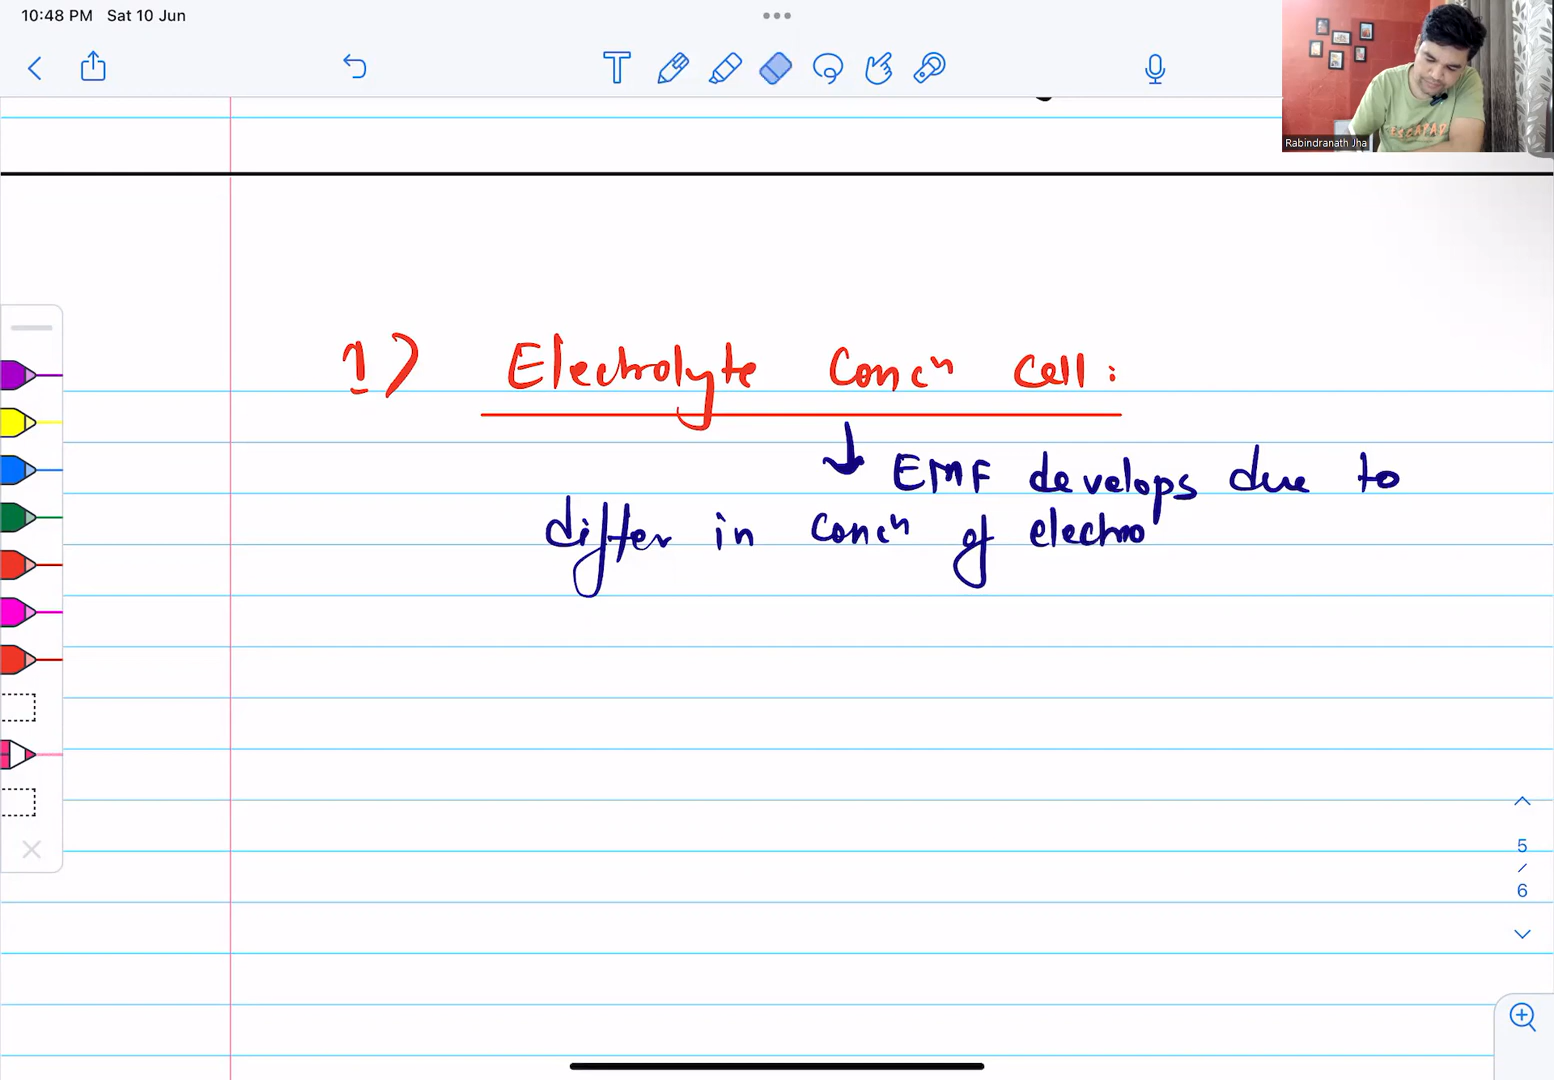 10:48 PM Sat 10 Jun
T
Rabindranath Jha
1) Electrolyte Concⁿ Cell:
EMF develops due to
differ in concⁿ of electro
5
/
6